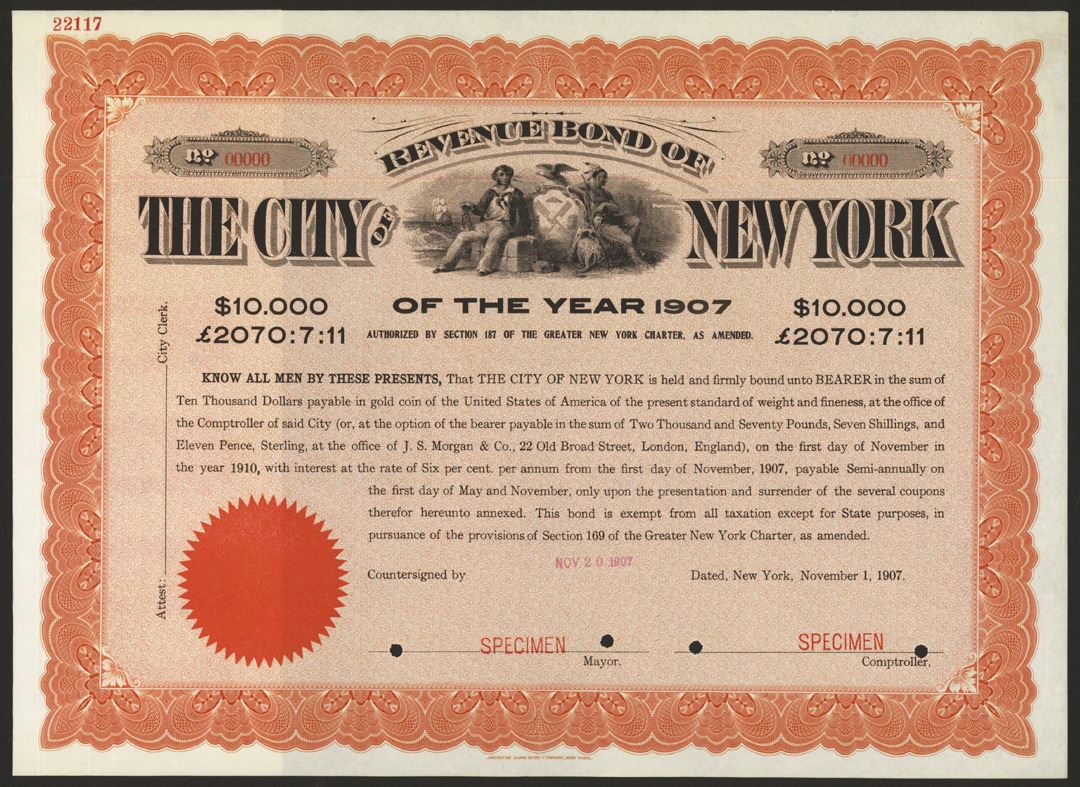 22117
REVENUE BOND OF
No 00000
No 00000
THE CITY OF NEW YORK
$10.000 OF THE YEAR 1907 $10.000
£2070:7:11 AUTHORIZED BY SECTION 187 OF THE GREATER NEW YORK CHARTER, AS AMENDED. £2070:7:11
KNOW ALL MEN BY THESE PRESENTS, That THE CITY OF NEW YORK is held and firmly bound unto BEARER in the sum of
Ten Thousand Dollars payable in gold coin of the United States of America of the present standard of weight and fineness, at the office of
the Comptroller of said City (or, at the option of the bearer payable in the sum of Two Thousand and Seventy Pounds, Seven Shillings, and
Eleven Pence, Sterling, at the office of J. S. Morgan & Co., 22 Old Broad Street, London, England), on the first day of November in
the year 1910, with interest at the rate of Six per cent. per annum from the first day of November, 1907, payable Semi-annually on
the first day of May and November, only upon the presentation and surrender of the several coupons
therefor hereunto annexed. This bond is exempt from all taxation except for State purposes, in
pursuance of the provisions of Section 169 of the Greater New York Charter, as amended.
NOV 20 1907
Countersigned by Dated, New York, November 1, 1907.
Attest: City Clerk.
SPECIMEN SPECIMEN
Mayor. Comptroller.
AMERICAN BANK NOTE COMPANY, NEW YORK.